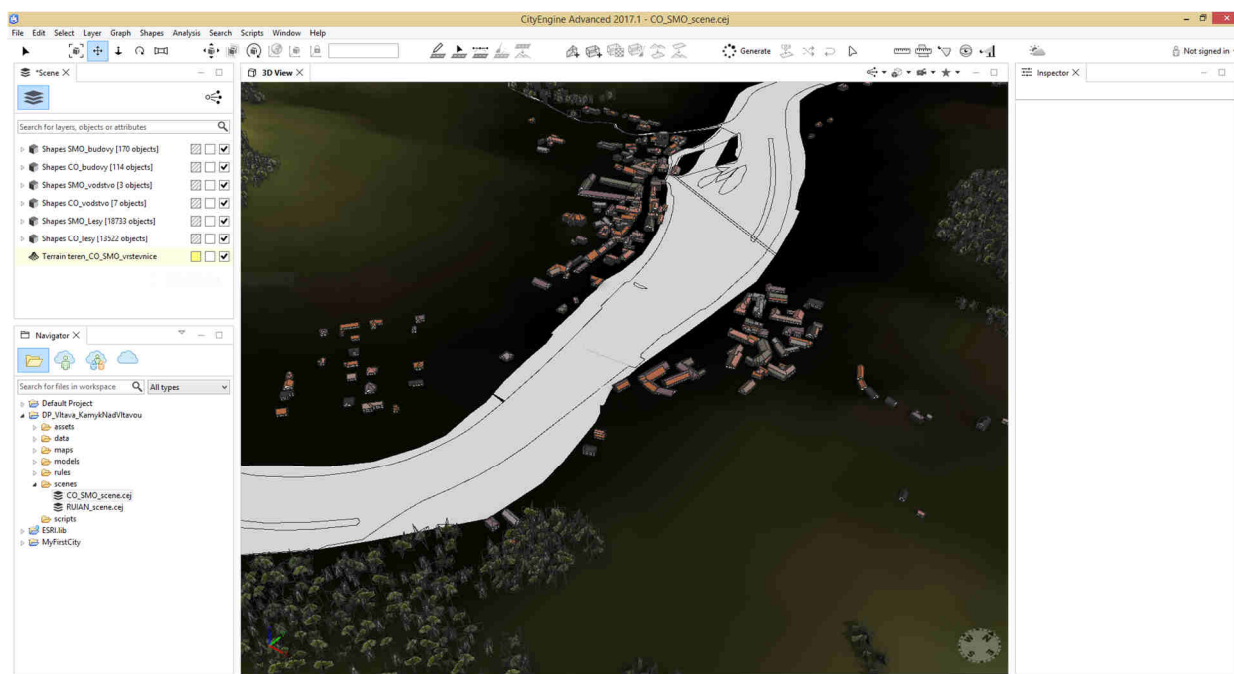 CityEngine Advanced 2017.1 - CO_SMO_scene.cej
File Edit Select Layer Graph Shapes Analysis Search Scripts Window Help
Generate
Not signed in
*Scene
Search for layers, objects or attributes
Shapes SMO_budovy [170 objects]
Shapes CO_budovy [114 objects]
Shapes SMO_vodstvo [3 objects]
Shapes CO_vodstvo [7 objects]
Shapes SMO_Lesy [18733 objects]
Shapes CO_lesy [13522 objects]
Terrain teren_CO_SMO_vrstevnice
Navigator
Search for files in workspace
All types
Default Project
DP_Vltava_KamykNadVltavou
assets
data
maps
models
rules
scenes
CO_SMO_scene.cej
RUIAN_scene.cej
scripts
ESRI.lib
MyFirstCity
3D View
Inspector